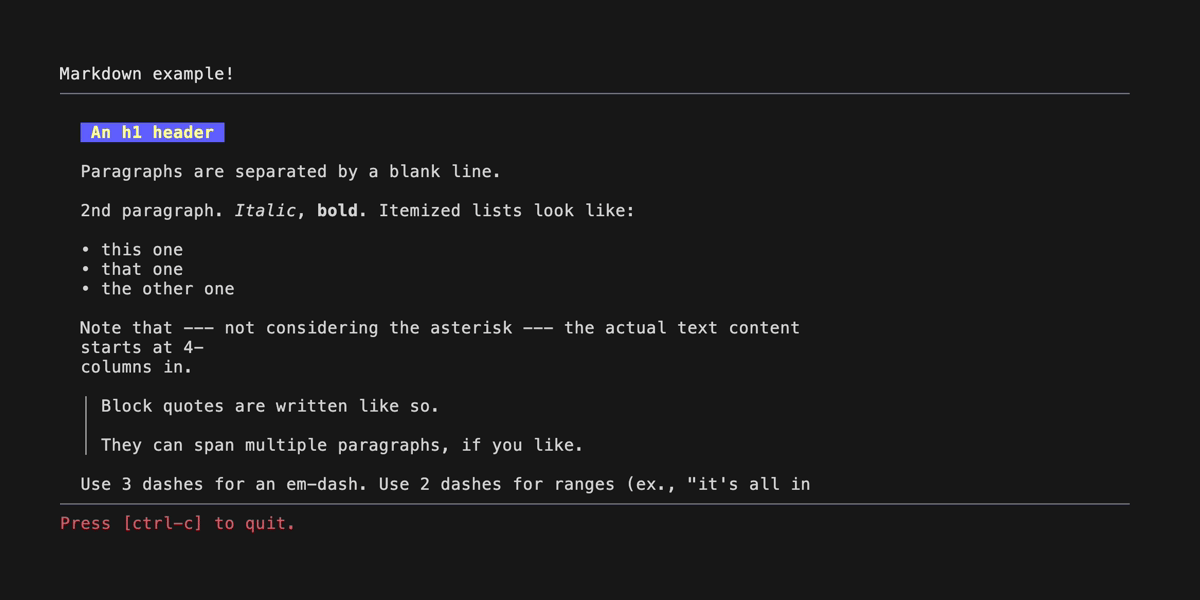 Markdown example!
An h1 header
Paragraphs are separated by a blank line.
2nd paragraph. Italic, bold. Itemized lists look like:
• this one
• that one
• the other one
Note that --- not considering the asterisk --- the actual text content
starts at 4-
columns in.
Block quotes are written like so.
They can span multiple paragraphs, if you like.
Use 3 dashes for an em-dash. Use 2 dashes for ranges (ex., "it's all in
Press [ctrl-c] to quit.